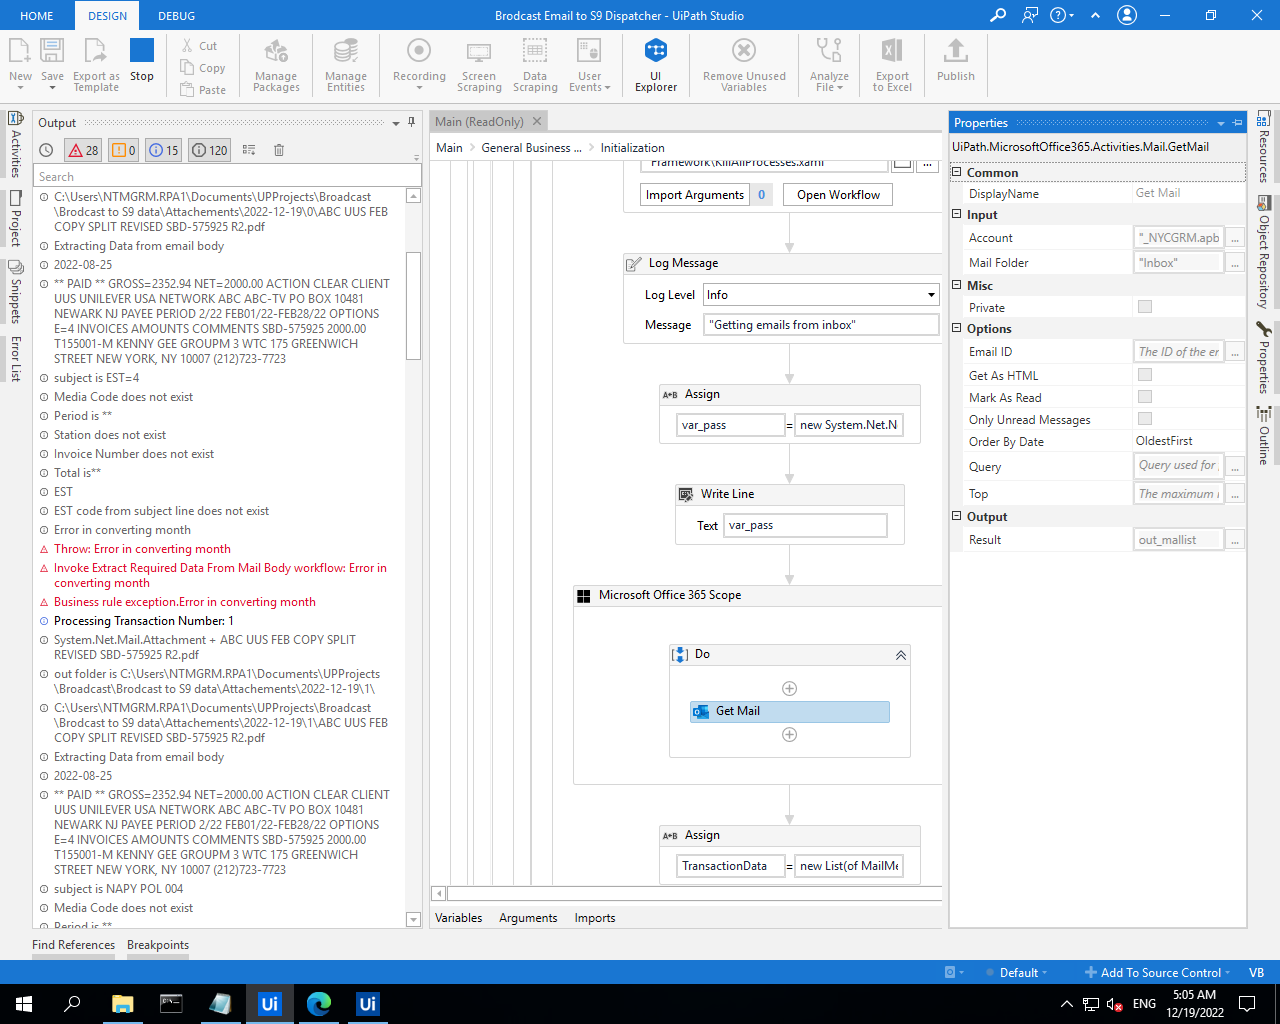 HOME
DESIGN
DEBUG
Brodcast Email to S9 Dispatcher - UiPath Studio
New
Save
Export as
Template
Stop
Cut
Copy
Paste
Manage
Packages
Manage
Entities
Recording
Screen
Scraping
Data
Scraping
User
Events
UI
Explorer
Remove Unused
Variables
Analyze
File
Export
to Excel
Publish
Activities
Project
Snippets
Error List
Output
28
0
15
120
Search
C:\Users\NTMGRM.RPA1\Documents\UPProjects\Broadcast
\Brodcast to S9 data\Attachements\2022-12-19\0\ABC UUS FEB
COPY SPLIT REVISED SBD-575925 R2.pdf
Extracting Data from email body
2022-08-25
** PAID ** GROSS=2352.94 NET=2000.00 ACTION CLEAR CLIENT
UUS UNILEVER USA NETWORK ABC ABC-TV PO BOX 10481
NEWARK NJ PAYEE PERIOD 2/22 FEB01/22-FEB28/22 OPTIONS
E=4 INVOICES AMOUNTS COMMENTS SBD-575925 2000.00
T155001-M KENNY GEE GROUPM 3 WTC 175 GREENWICH
STREET NEW YORK, NY 10007 (212)723-7723
subject is EST=4
Media Code does not exist
Period is **
Station does not exist
Invoice Number does not exist
Total is**
EST
EST code from subject line does not exist
Error in converting month
Throw: Error in converting month
Invoke Extract Required Data From Mail Body workflow: Error in
converting month
Business rule exception.Error in converting month
Processing Transaction Number: 1
System.Net.Mail.Attachment + ABC UUS FEB COPY SPLIT
REVISED SBD-575925 R2.pdf
out folder is C:\Users\NTMGRM.RPA1\Documents\UPProjects
\Broadcast\Brodcast to S9 data\Attachements\2022-12-19\1\
C:\Users\NTMGRM.RPA1\Documents\UPProjects\Broadcast
\Brodcast to S9 data\Attachements\2022-12-19\1\ABC UUS FEB
COPY SPLIT REVISED SBD-575925 R2.pdf
Extracting Data from email body
2022-08-25
** PAID ** GROSS=2352.94 NET=2000.00 ACTION CLEAR CLIENT
UUS UNILEVER USA NETWORK ABC ABC-TV PO BOX 10481
NEWARK NJ PAYEE PERIOD 2/22 FEB01/22-FEB28/22 OPTIONS
E=4 INVOICES AMOUNTS COMMENTS SBD-575925 2000.00
T155001-M KENNY GEE GROUPM 3 WTC 175 GREENWICH
STREET NEW YORK, NY 10007 (212)723-7723
subject is NAPY POL 004
Media Code does not exist
Period is **
Find References
Breakpoints
Main (ReadOnly)
Main > General Business ... > Initialization
Framework\KillAllProcesses.xaml
...
Import Arguments 0
Open Workflow
Log Message
Log Level Info
Message "Getting emails from inbox"
A+B Assign
var_pass = new System.Net.N
Write Line
Text var_pass
Microsoft Office 365 Scope
Do
Get Mail
A+B Assign
TransactionData = new List(of MailMe
Variables
Arguments
Imports
Properties
UiPath.MicrosoftOffice365.Activities.Mail.GetMail
Common
DisplayName Get Mail
Input
Account "_NYCGRM.apb ...
Mail Folder "Inbox" ...
Misc
Private
Options
Email ID The ID of the er ...
Get As HTML
Mark As Read
Only Unread Messages
Order By Date OldestFirst
Query Query used for ...
Top The maximum ...
Output
Result out_mallist ...
Resources
Object Repository
Properties
Outline
Default
Add To Source Control
VB
Ui
Ui
ENG
5:05 AM
12/19/2022